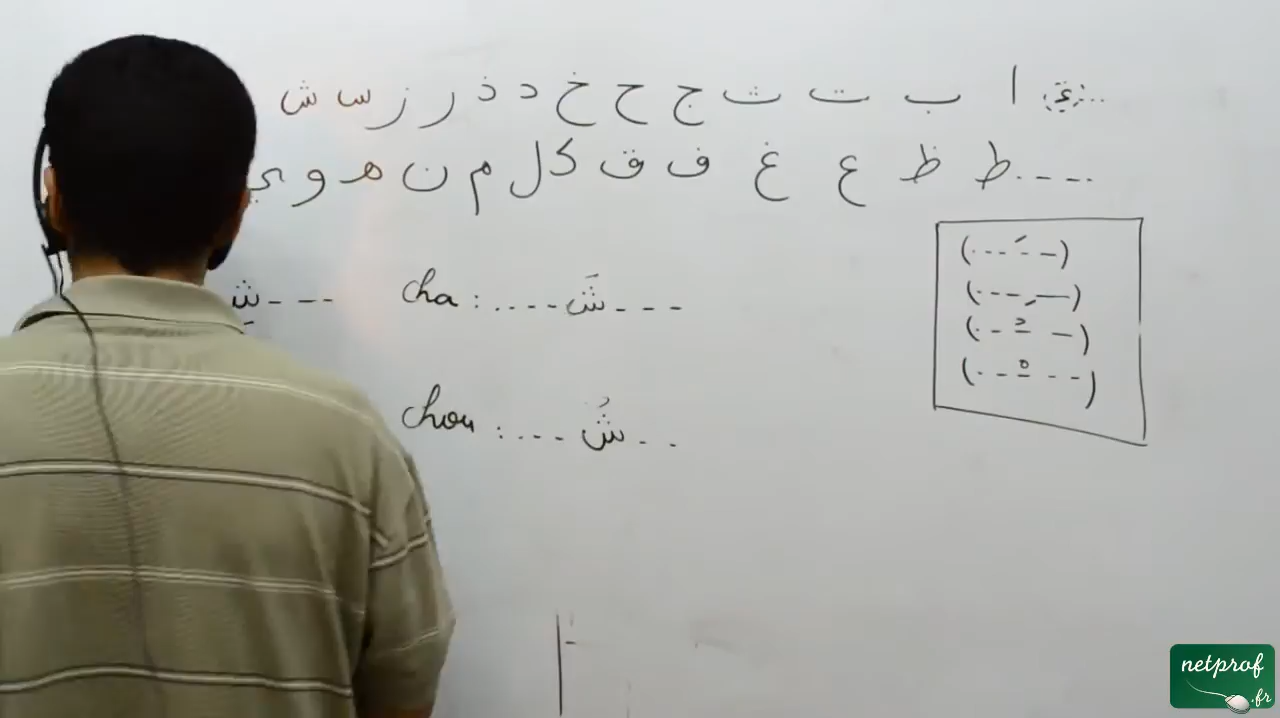 ء ا ب ت ث ج ح خ د ذ ر ز س ش
.... ط ظ ع غ ف ق ك ل م ن ه و ي
cha : .... شَ - - -
شِ - - -
chou : ... شُ . .
(... َ - -)
(- - - ِ -)
(- - ُ -)
(- - ْ - -)
netprof
.fr